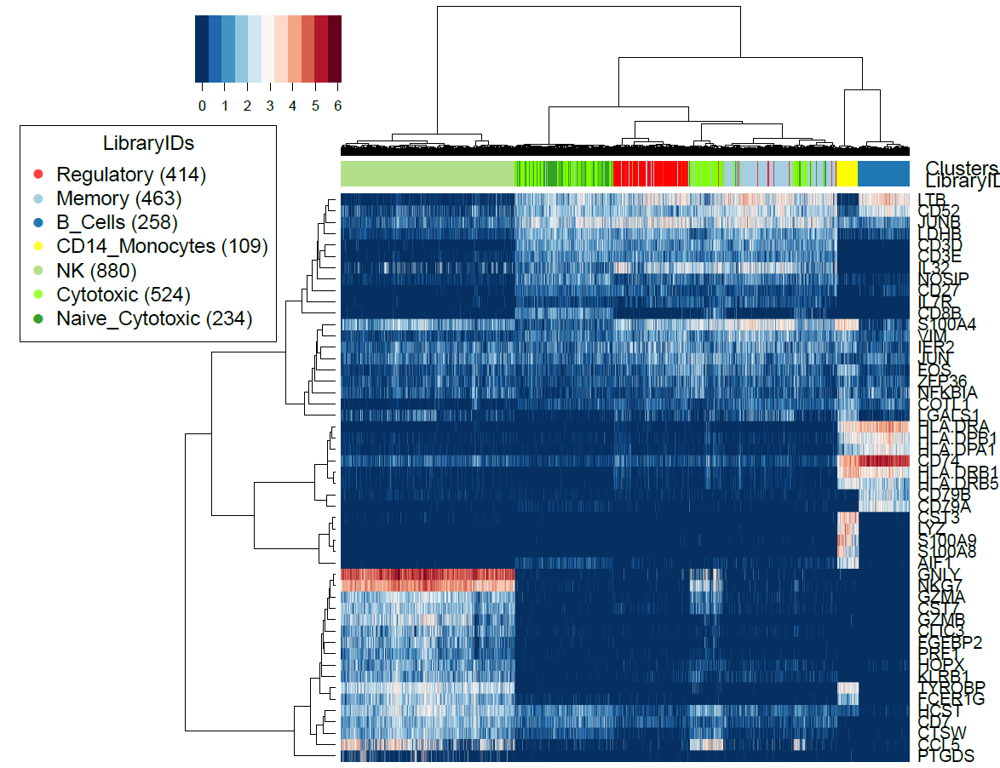 0 1 2 3 4 5 6
LibraryIDs
Regulatory (414)
Memory (463)
B_Cells (258)
CD14_Monocytes (109)
NK (880)
Cytotoxic (524)
Naive_Cytotoxic (234)
Clusters
LibraryID
LTB
CD52
JUNB
LDHB
CD3D
CD3E
IL32
NOSIP
CD27
IL7R
CD8B
S100A4
VIM
IER2
JUN
FOS
ZFP36
NFKBIA
COTL1
LGALS1
HLA.DRA
HLA.DPB1
HLA.DPA1
CD74
HLA.DRB1
HLA.DRB5
CD79B
CD79A
CST3
LYZ
S100A9
S100A8
AIF1
GNLY
NKG7
GZMA
CST7
GZMB
CLIC3
FGFBP2
PRF1
HOPX
KLRB1
TYROBP
FCER1G
HCST
CD7
CTSW
CCL5
PTGDS